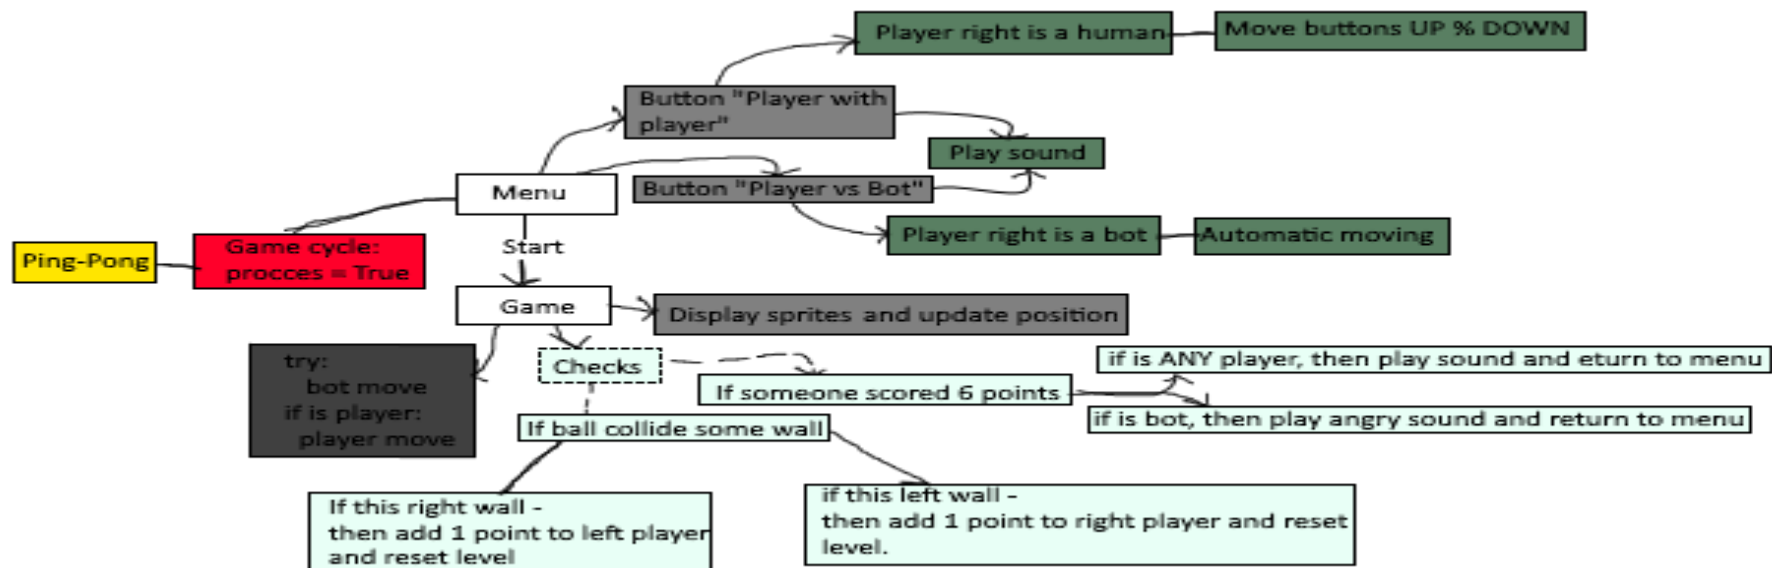 Player right is a human
Move buttons UP % DOWN
Button "Player with
player"
Play sound
Menu
Button "Player vs Bot"
Player right is a bot
Automatic moving
Ping-Pong
Game cycle:
procces = True
Start
Game
Display sprites and update position
try:
bot move
if is player:
player move
Checks
If someone scored 6 points
if is ANY player, then play sound and eturn to menu
if is bot, then play angry sound and return to menu
If ball collide some wall
If this right wall -
then add 1 point to left player
and reset level
if this left wall -
then add 1 point to right player and reset
level.